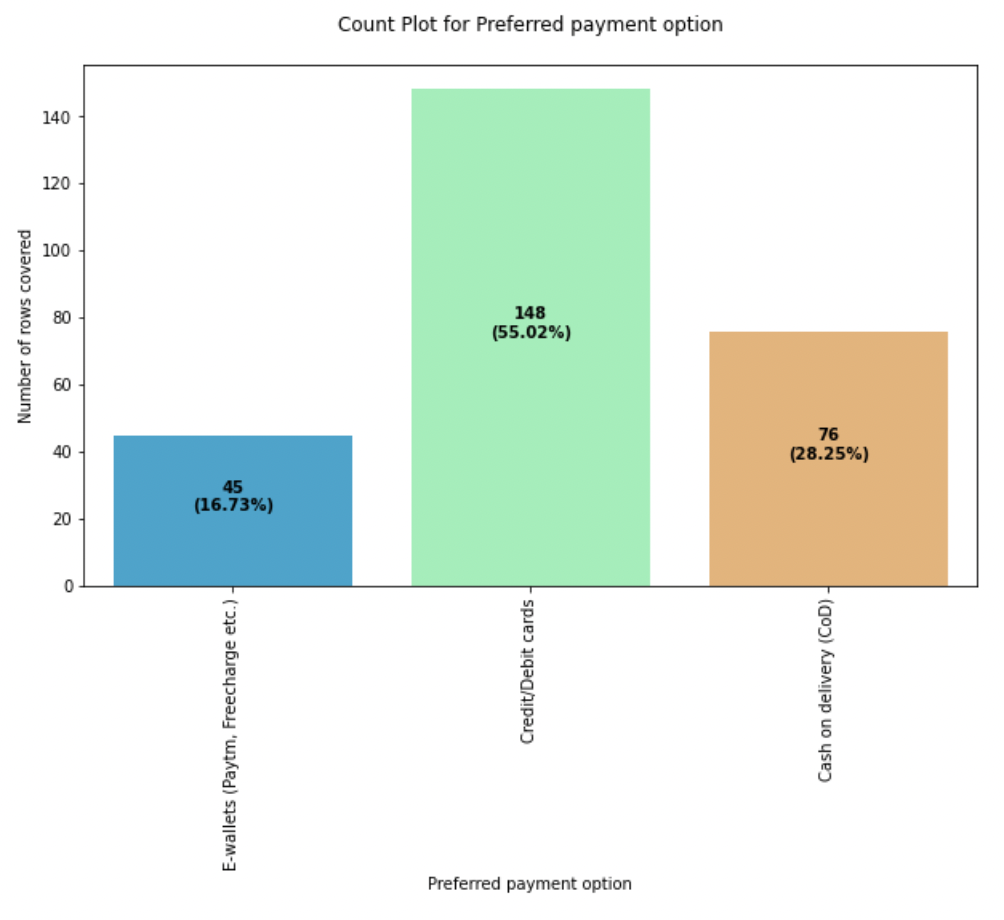 Count Plot for Preferred payment option
Number of rows covered
140
120
100
80
60
40
20
0
45
(16.73%)
148
(55.02%)
76
(28.25%)
E-wallets (Paytm, Freecharge etc.)
Credit/Debit cards
Cash on delivery (CoD)
Preferred payment option